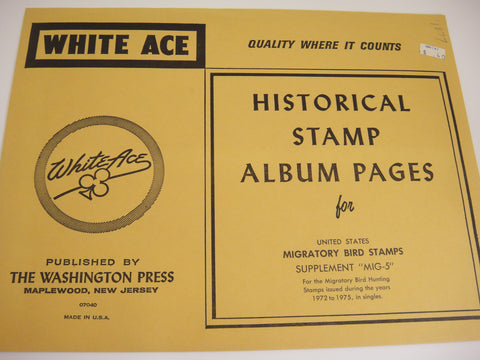 WHITE ACE
QUALITY WHERE IT COUNTS
HISTORICAL
STAMP
ALBUM PAGES
for
UNITED STATES
MIGRATORY BIRD STAMPS
SUPPLEMENT "MIG-5"
For the Migratory Bird Hunting
Stamps issued during the years
1972 to 1975, in singles.
White Ace
PUBLISHED BY
THE WASHINGTON PRESS
MAPLEWOOD, NEW JERSEY
07040
MADE IN U.S.A.